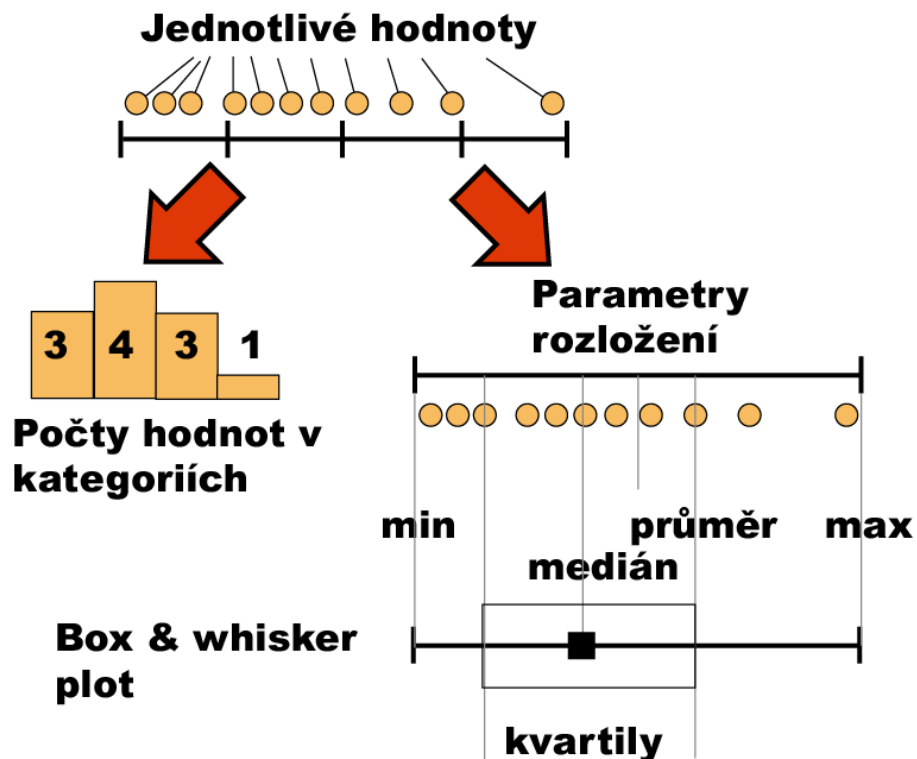 Jednotlivé hodnoty
3 4 3 1
Počty hodnot v
kategoriích
Parametry
rozložení
min průměr max
medián
Box & whisker
plot
kvartily